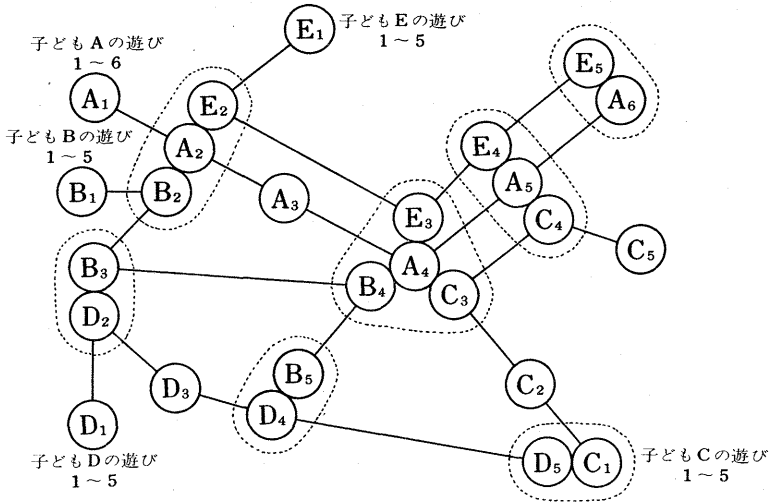 子どもEの遊び
1～5
E₁
子どもAの遊び
1～6
A₁
E₂
E₅
A₆
子どもBの遊び
1～5
A₂
E₄
B₁
B₂
A₃
A₅
E₃
C₄
C₅
B₃
A₄
B₄
C₃
D₂
B₅
D₃
C₂
D₄
D₁
子どもDの遊び
1～5
D₅
C₁
子どもCの遊び
1～5